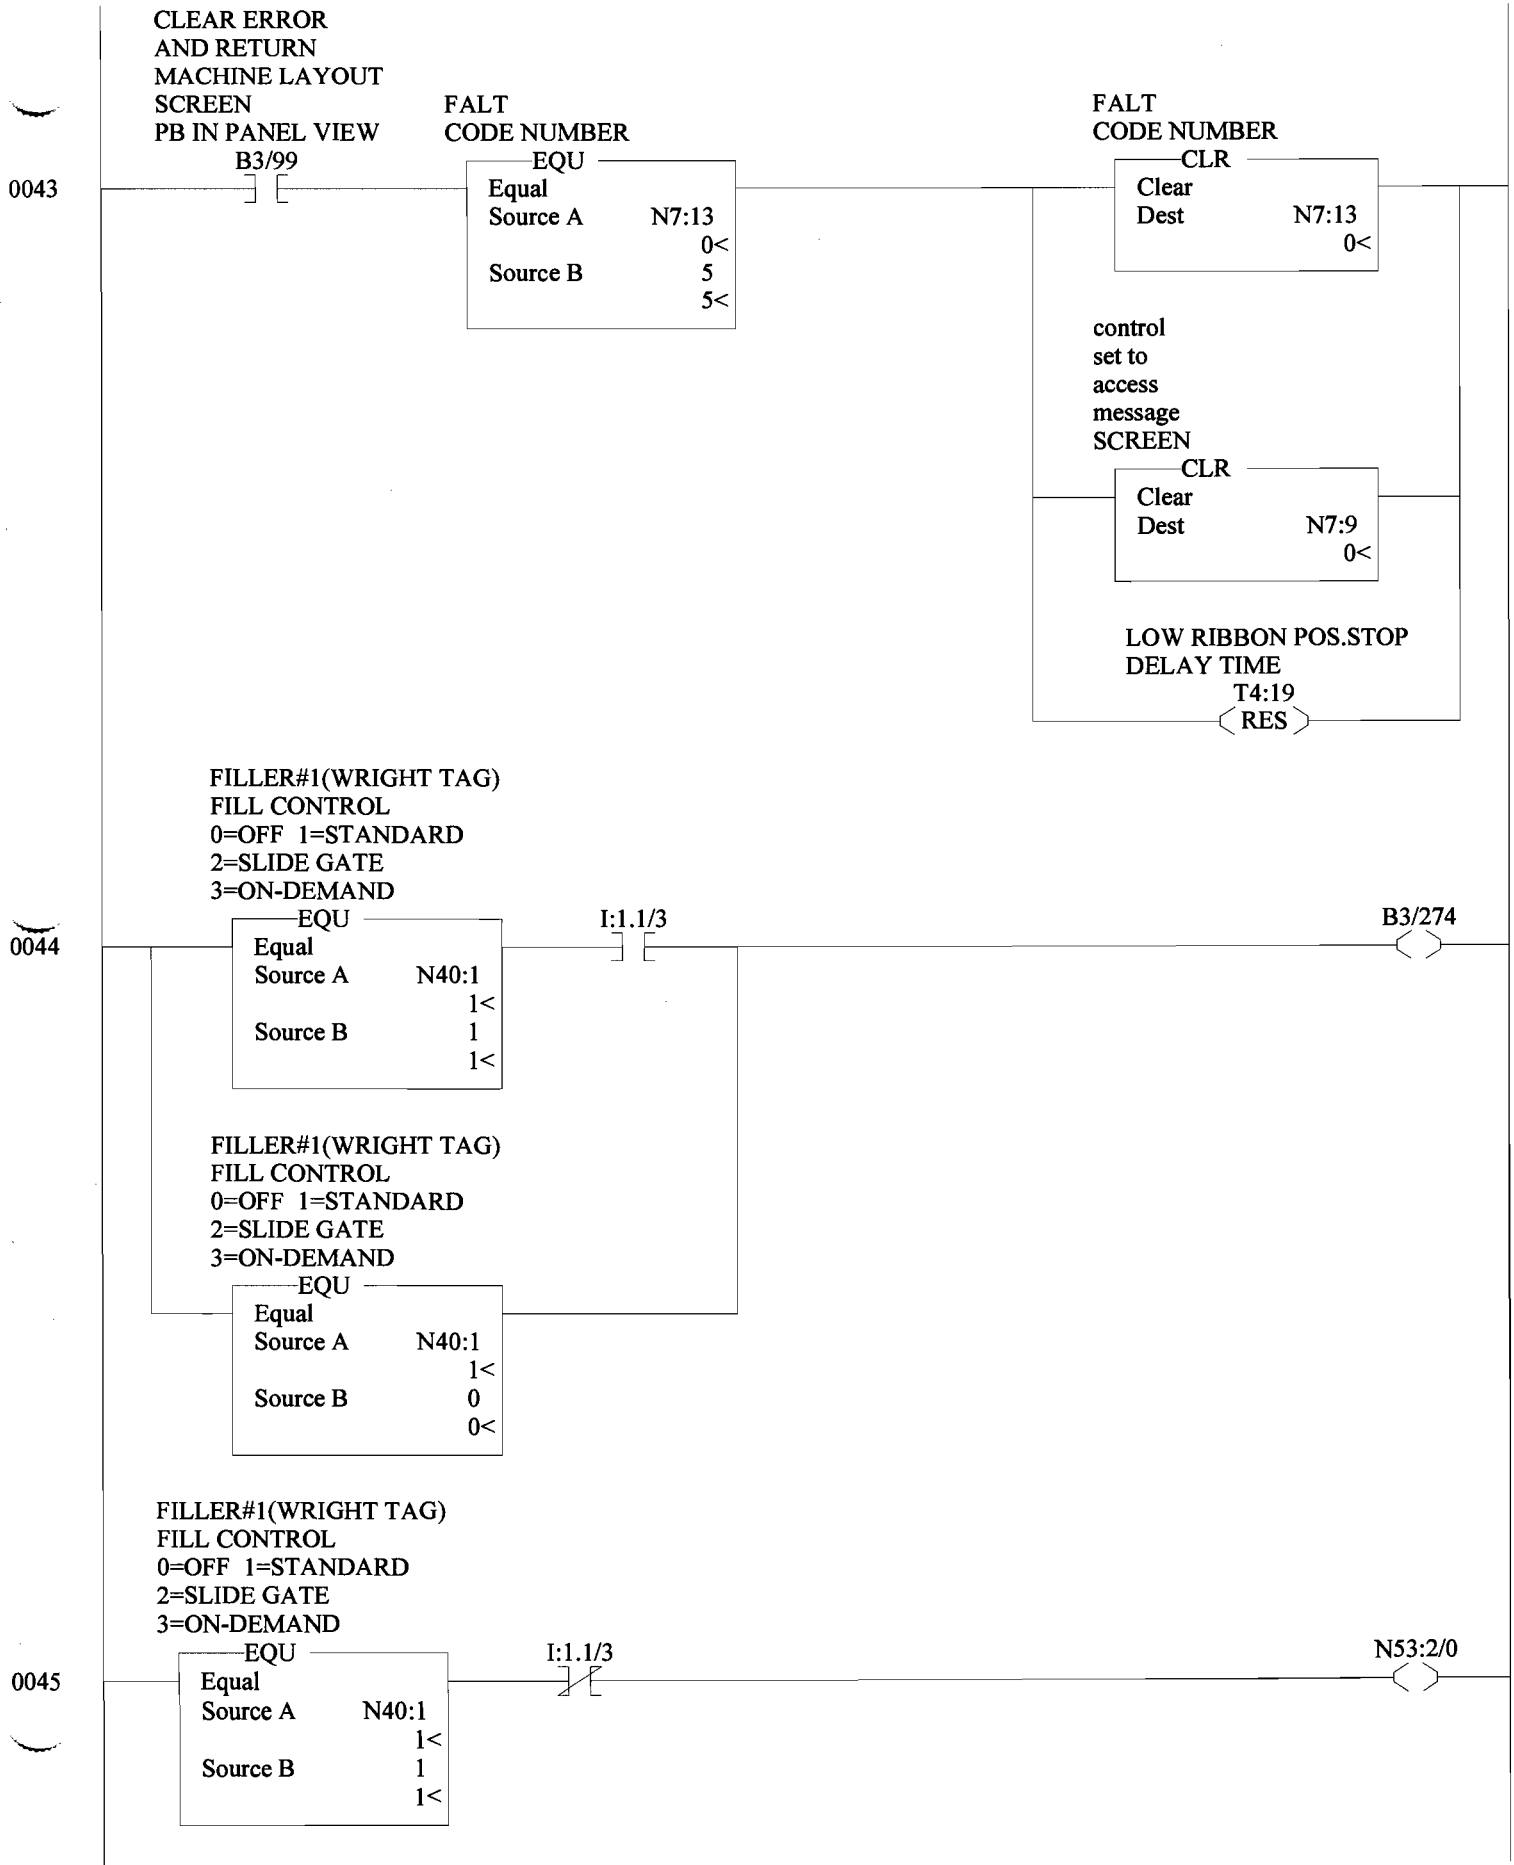 CLEAR ERROR
AND RETURN
MACHINE LAYOUT
SCREEN
PB IN PANEL VIEW
B3/99
FALT
CODE NUMBER
EQU
Equal
Source A N7:13
0<
Source B 5
5<
FALT
CODE NUMBER
CLR
Clear
Dest N7:13
0<
0043
control
set to
access
message
SCREEN
CLR
Clear
Dest N7:9
0<
LOW RIBBON POS.STOP
DELAY TIME
T4:19
RES
FILLER#1(WRIGHT TAG)
FILL CONTROL
0=OFF 1=STANDARD
2=SLIDE GATE
3=ON-DEMAND
EQU
I:1.1/3
B3/274
0044
Equal
Source A N40:1
1<
Source B 1
1<
FILLER#1(WRIGHT TAG)
FILL CONTROL
0=OFF 1=STANDARD
2=SLIDE GATE
3=ON-DEMAND
EQU
Equal
Source A N40:1
1<
Source B 0
0<
FILLER#1(WRIGHT TAG)
FILL CONTROL
0=OFF 1=STANDARD
2=SLIDE GATE
3=ON-DEMAND
EQU
I:1.1/3
N53:2/0
0045
Equal
Source A N40:1
1<
Source B 1
1<